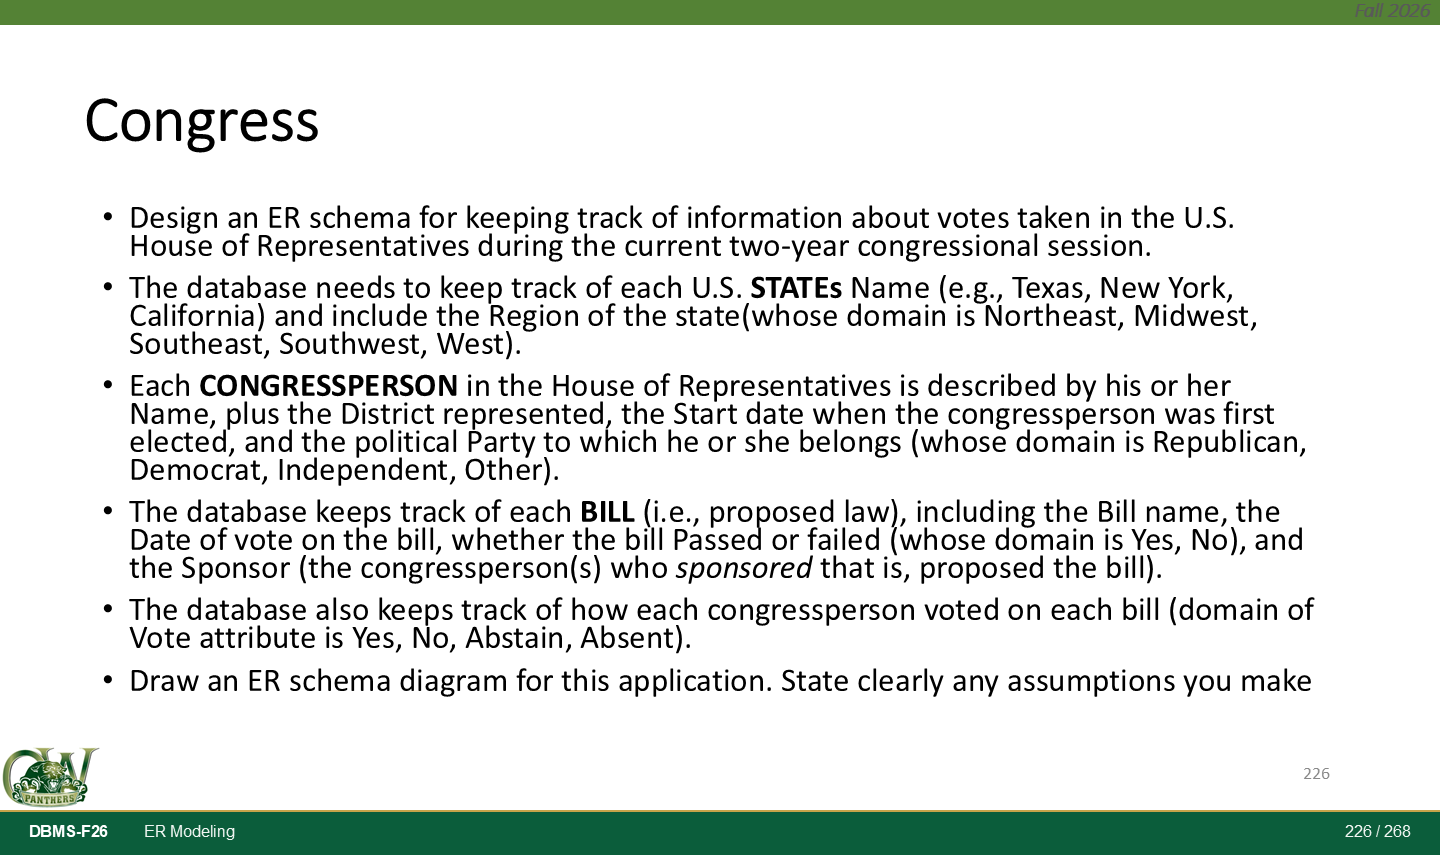 Fall 2026
Congress
• Design an ER schema for keeping track of information about votes taken in the U.S.
House of Representatives during the current two-year congressional session.
• The database needs to keep track of each U.S. STATEs Name (e.g., Texas, New York,
California) and include the Region of the state(whose domain is Northeast, Midwest,
Southeast, Southwest, West).
• Each CONGRESSPERSON in the House of Representatives is described by his or her
Name, plus the District represented, the Start date when the congressperson was first
elected, and the political Party to which he or she belongs (whose domain is Republican,
Democrat, Independent, Other).
• The database keeps track of each BILL (i.e., proposed law), including the Bill name, the
Date of vote on the bill, whether the bill Passed or failed (whose domain is Yes, No), and
the Sponsor (the congressperson(s) who sponsored that is, proposed the bill).
• The database also keeps track of how each congressperson voted on each bill (domain of
Vote attribute is Yes, No, Abstain, Absent).
• Draw an ER schema diagram for this application. State clearly any assumptions you make
226
OW
PANTHERS
DBMS-F26 ER Modeling 226 / 268